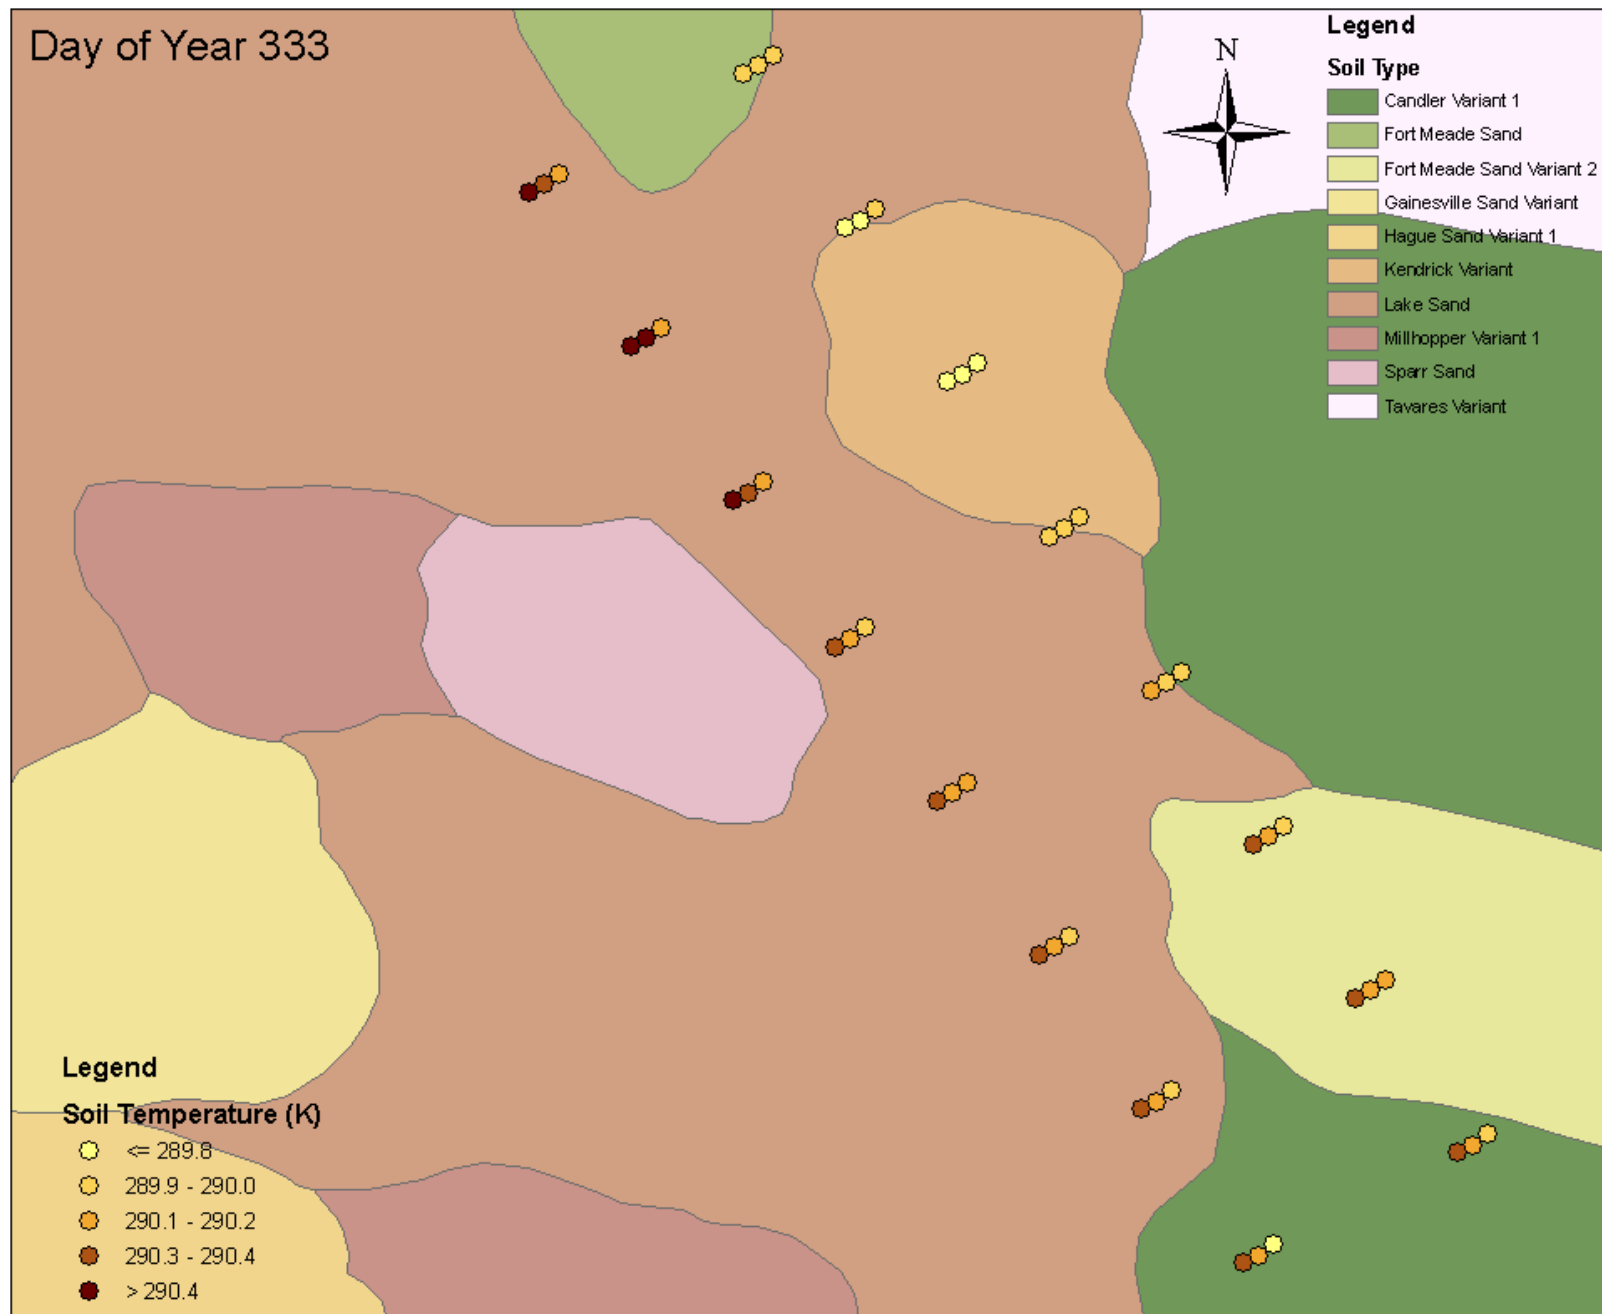 Day of Year 333
N
Legend
Soil Type
Candler Variant 1
Fort Meade Sand
Fort Meade Sand Variant 2
Gainesville Sand Variant
Hague Sand Variant 1
Kendrick Variant
Lake Sand
Millhopper Variant 1
Sparr Sand
Tavares Variant
Legend
Soil Temperature (K)
<= 289.8
289.9 - 290.0
290.1 - 290.2
290.3 - 290.4
> 290.4